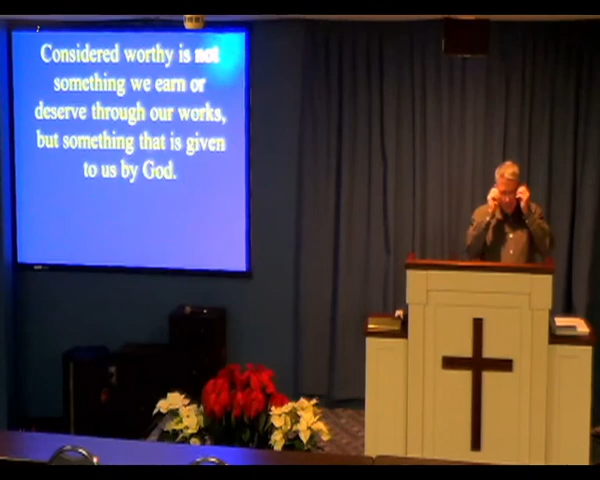 Considered worthy is not
something we earn or
deserve through our works,
but something that is given
to us by God.